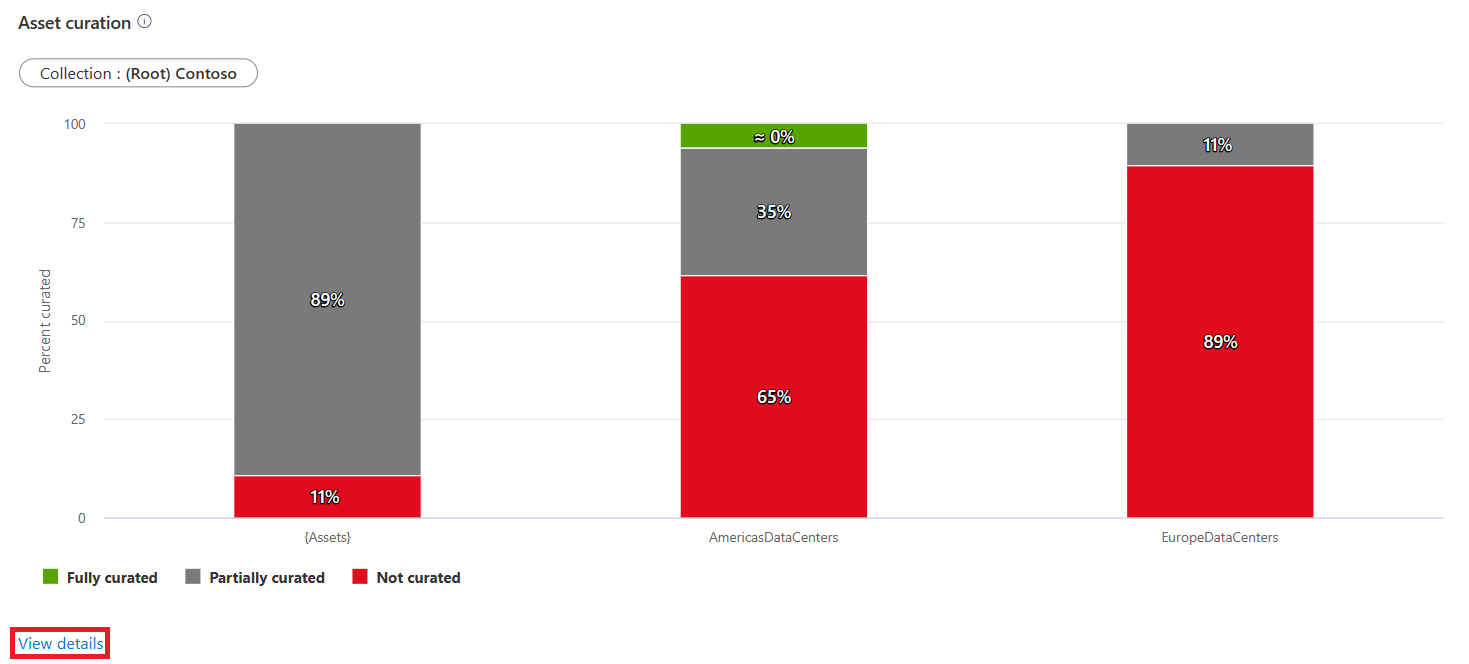 Asset curation
Collection : (Root) Contoso
100
75
50
25
0
Percent curated
≈ 0%
11%
35%
89%
89%
65%
11%
{Assets}
AmericasDataCenters
EuropeDataCenters
Fully curated
Partially curated
Not curated
View details